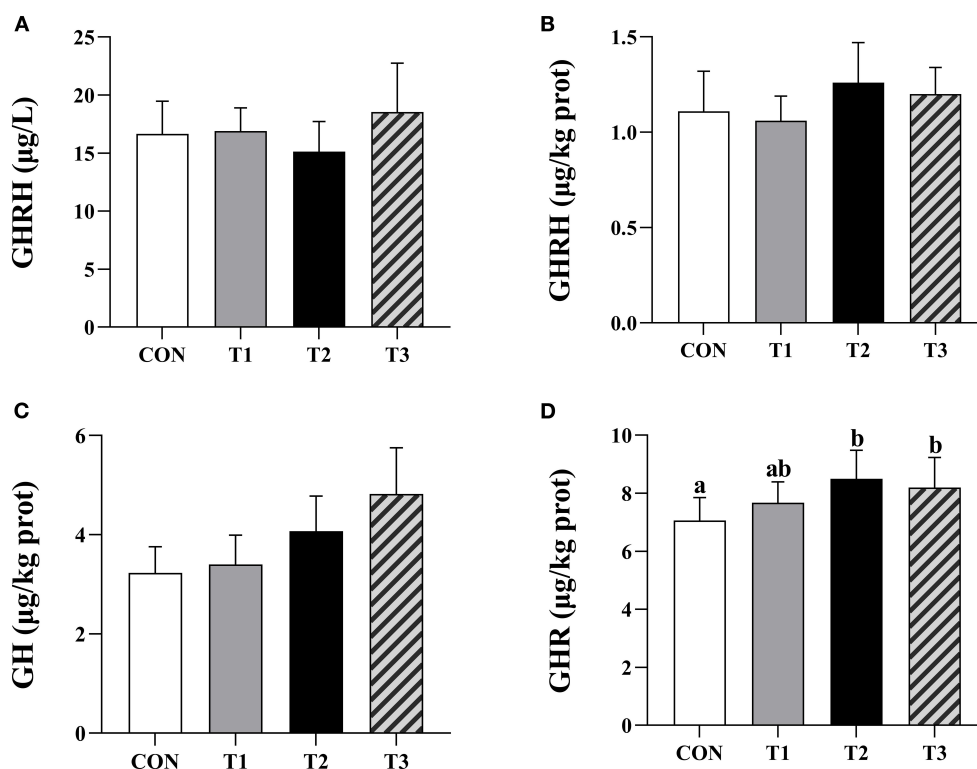 A
GHRH (µg/L)
25
20
15
10
5
0
CON T1 T2 T3
B
GHRH (µg/kg prot)
1.5
1.0
0.5
0.0
CON T1 T2 T3
C
GH (µg/kg prot)
6
4
2
0
CON T1 T2 T3
D
GHR (µg/kg prot)
10
8
6
4
2
0
a ab b b
CON T1 T2 T3